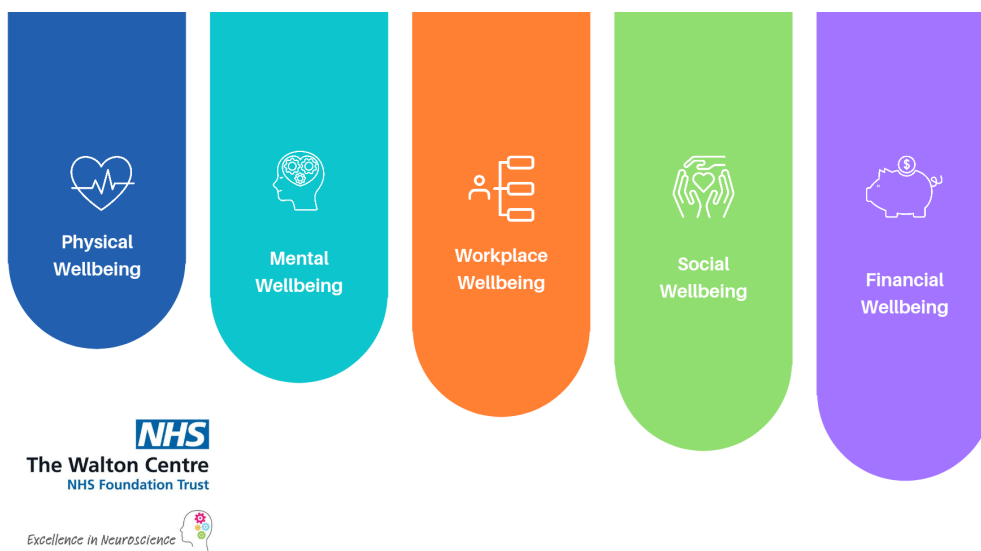 Physical
Wellbeing
Mental
Wellbeing
Workplace
Wellbeing
Social
Wellbeing
$
Financial
Wellbeing
NHS
The Walton Centre
NHS Foundation Trust
Excellence in Neuroscience